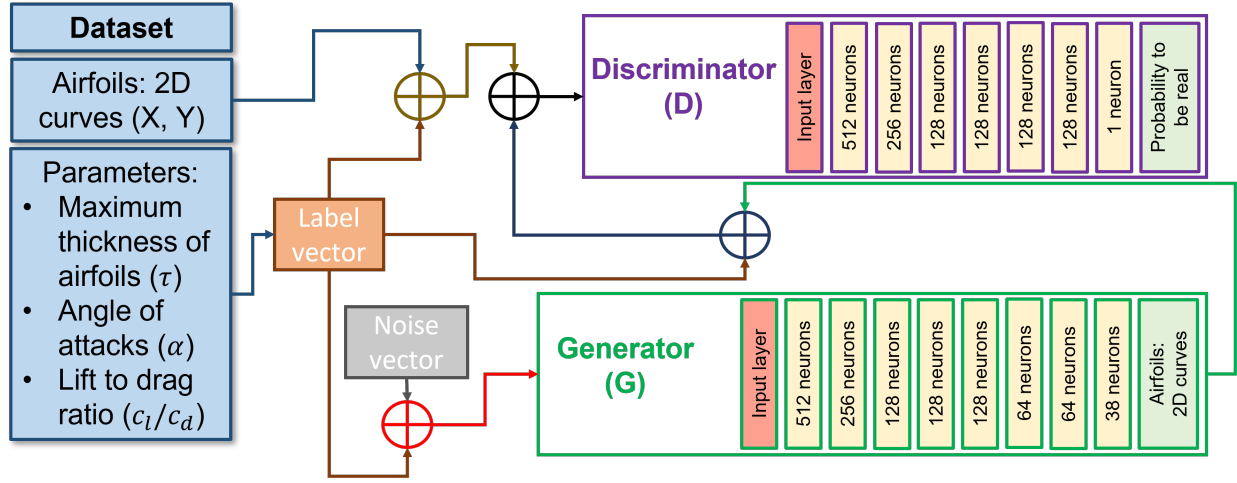 Dataset
Airfoils: 2D
curves (X, Y)
Parameters:
• Maximum
thickness of
airfoils (τ)
• Angle of
attacks (α)
• Lift to drag
ratio (c_l/c_d)
Label
vector
Noise
vector
Discriminator
(D)
Input layer
512 neurons
256 neurons
128 neurons
128 neurons
128 neurons
128 neurons
1 neuron
Probability to
be real
Generator
(G)
Input layer
512 neurons
256 neurons
128 neurons
128 neurons
128 neurons
64 neurons
64 neurons
38 neurons
Airfoils:
2D curves